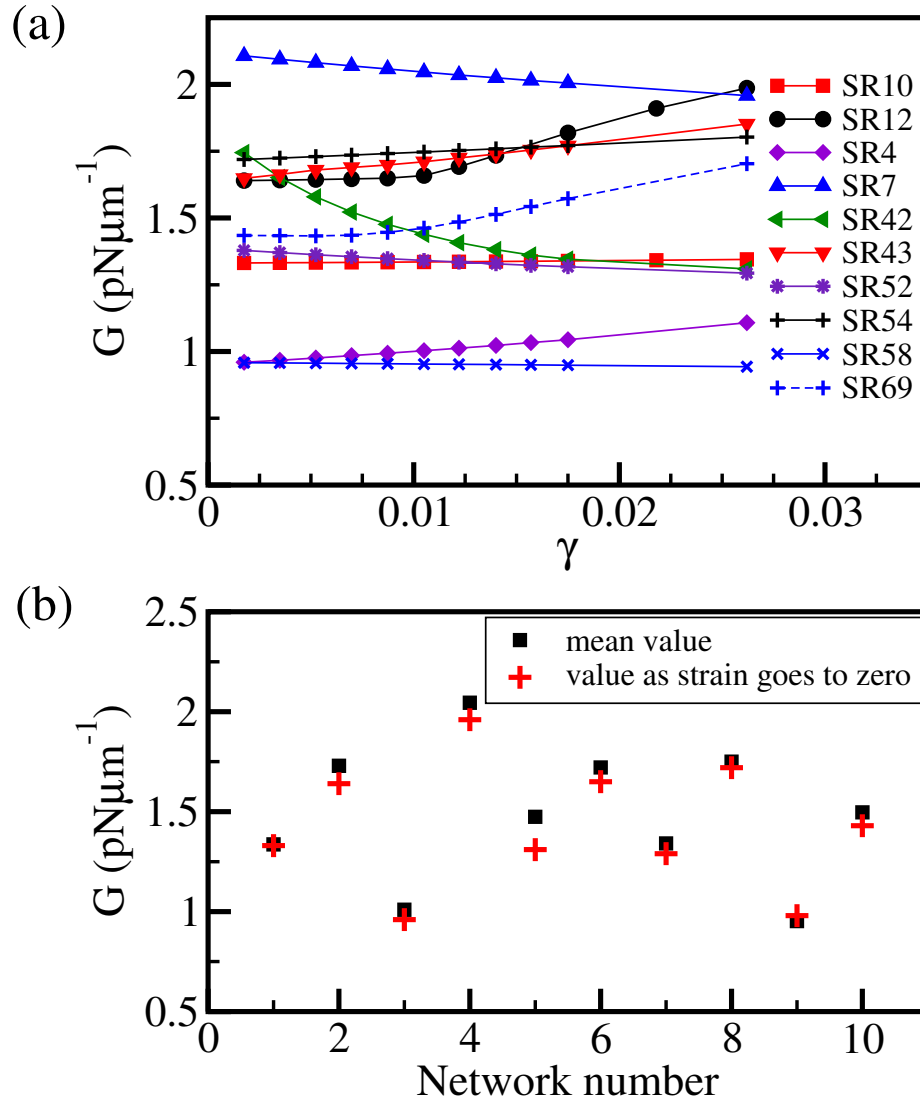 (a)
G (pNμm⁻¹)
2
1.5
1
0.5
0
0.01
0.02
0.03
γ
SR10
SR12
SR4
SR7
SR42
SR43
SR52
SR54
SR58
SR69
(b)
G (pNμm⁻¹)
2.5
2
1.5
1
0.5
mean value
value as strain goes to zero
0
2
4
6
8
10
Network number